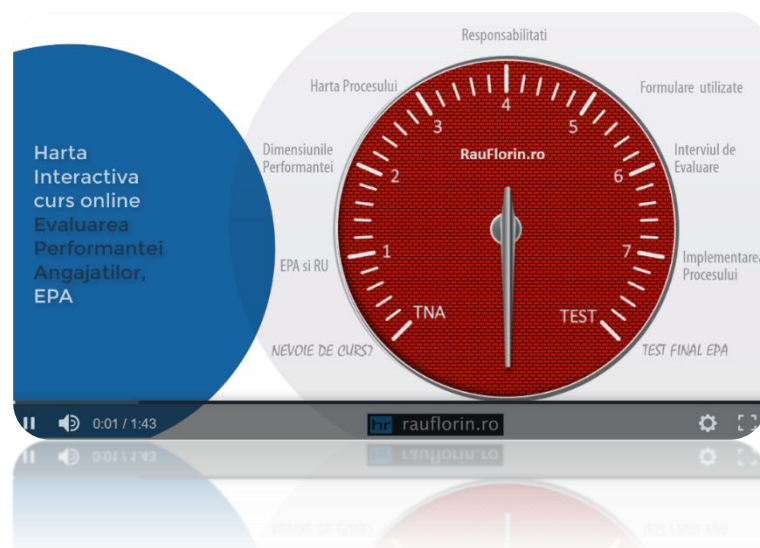 Harta
Interactiva
curs online
Evaluarea
Performantei
Angajatilor,
EPA
Responsabilitati
Harta Procesului
Formulare utilizate
Dimensiunile
Performantei
Interviul de
Evaluare
EPA si RU
Implementarea
Procesului
NEVOIE DE CURS?
TEST FINAL EPA
RauFlorin.ro
TNA
1
2
3
4
5
6
7
TEST
0:01 / 1:43
hr rauflorin.ro